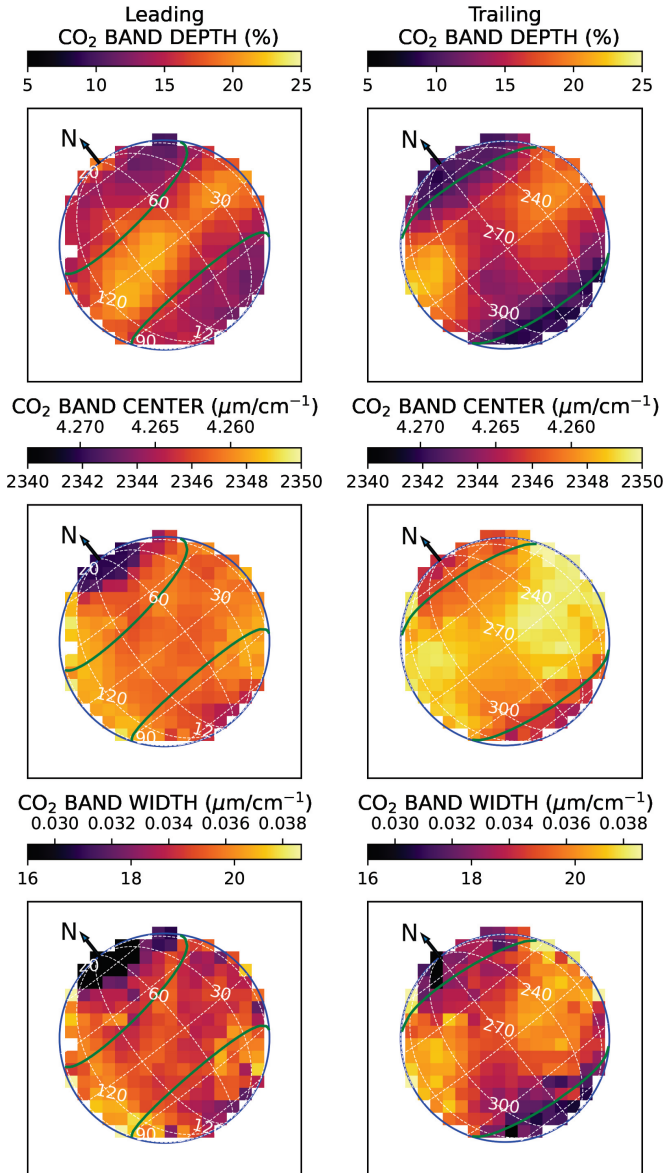 Leading
CO₂ BAND DEPTH (%)
5 10 15 20 25
N
20
60
30
120
90
12
Trailing
CO₂ BAND DEPTH (%)
5 10 15 20 25
N
240
270
300
CO₂ BAND CENTER (μm/cm⁻¹)
4.270 4.265 4.260
2340 2342 2344 2346 2348 2350
N
20
60
30
120
90
12
CO₂ BAND CENTER (μm/cm⁻¹)
4.270 4.265 4.260
2340 2342 2344 2346 2348 2350
N
240
270
300
CO₂ BAND WIDTH (μm/cm⁻¹)
0.030 0.032 0.034 0.036 0.038
16 18 20
N
20
60
30
120
90
12
CO₂ BAND WIDTH (μm/cm⁻¹)
0.030 0.032 0.034 0.036 0.038
16 18 20
N
240
270
300